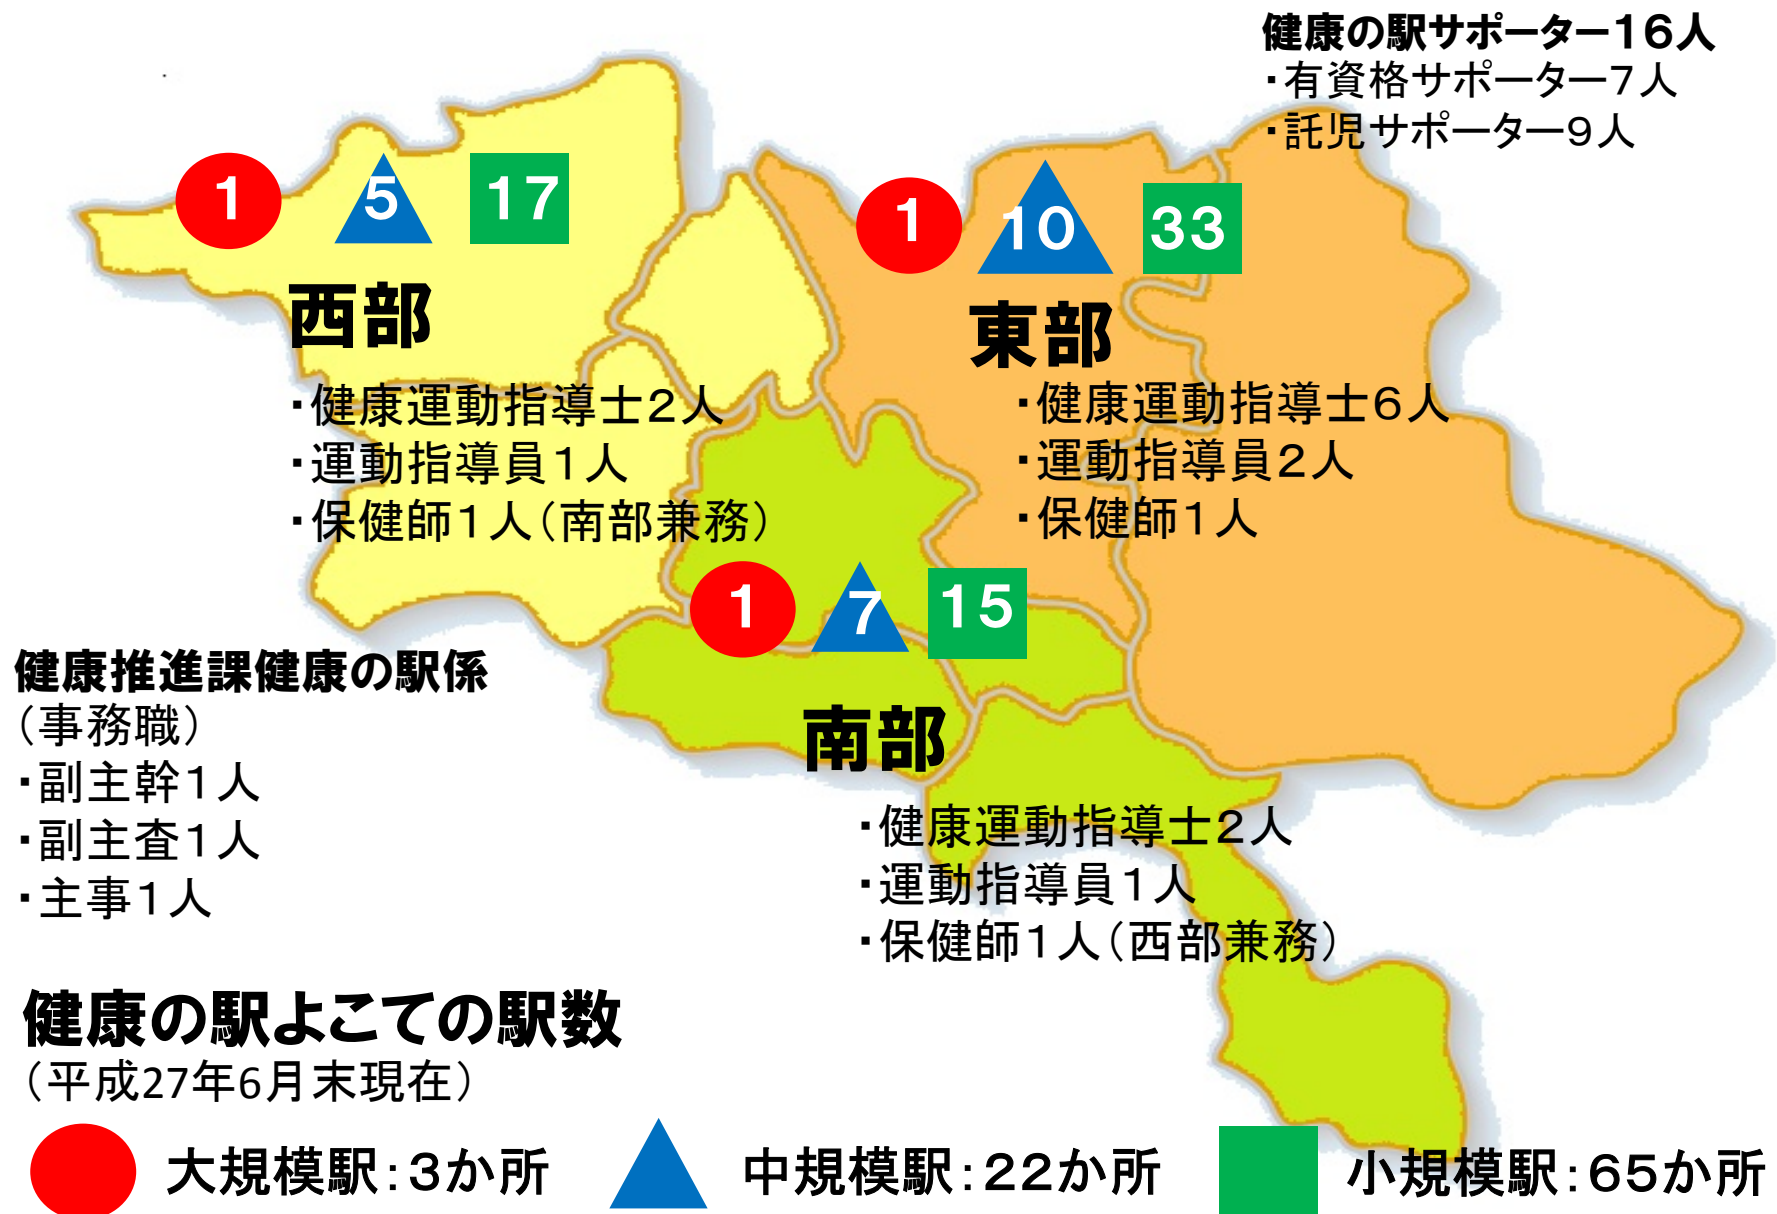 健康の駅サポーター16人
・有資格サポーター7人
・託児サポーター9人
1
5
17
西部
・健康運動指導士2人
・運動指導員1人
・保健師1人(南部兼務)
1
10
33
東部
・健康運動指導士6人
・運動指導員2人
・保健師1人
1
7
15
南部
・健康運動指導士2人
・運動指導員1人
・保健師1人(西部兼務)
健康推進課健康の駅係
(事務職)
・副主幹1人
・副主査1人
・主事1人
健康の駅よこての駅数
(平成27年6月末現在)
大規模駅:3か所
中規模駅:22か所
小規模駅:65か所